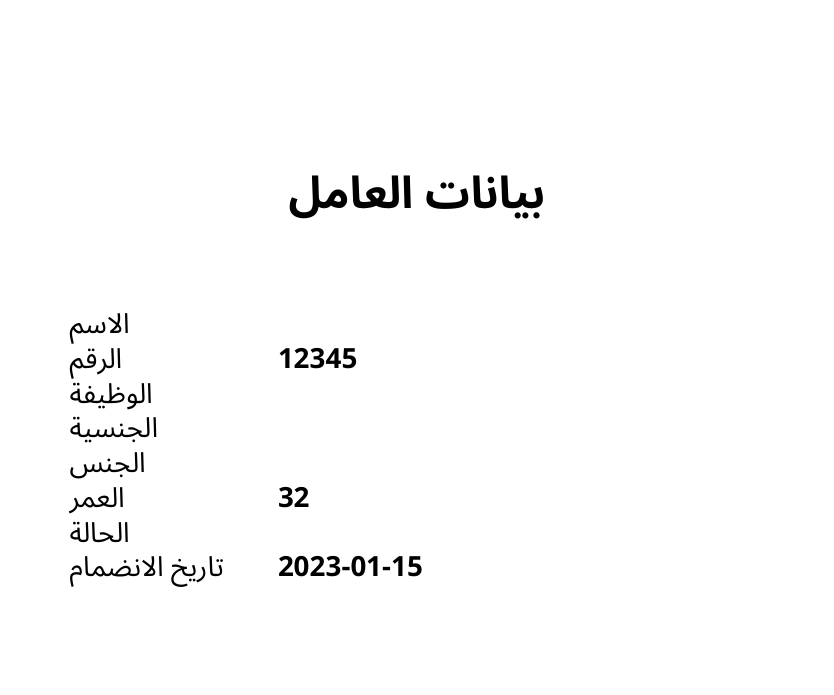 بيانات العامل
الاسم
الرقم 12345
الوظيفة
الجنسية
الجنس
العمر 32
الحالة
تاريخ الانضمام 2023-01-15